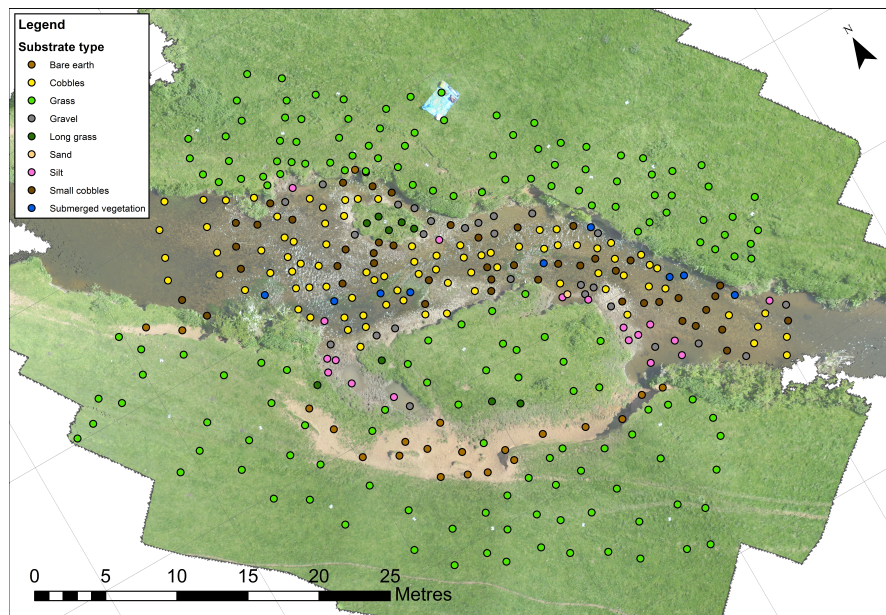 Legend
Substrate type
Bare earth
Cobbles
Grass
Gravel
Long grass
Sand
Silt
Small cobbles
Submerged vegetation
N
0 5 10 15 20 25
Metres